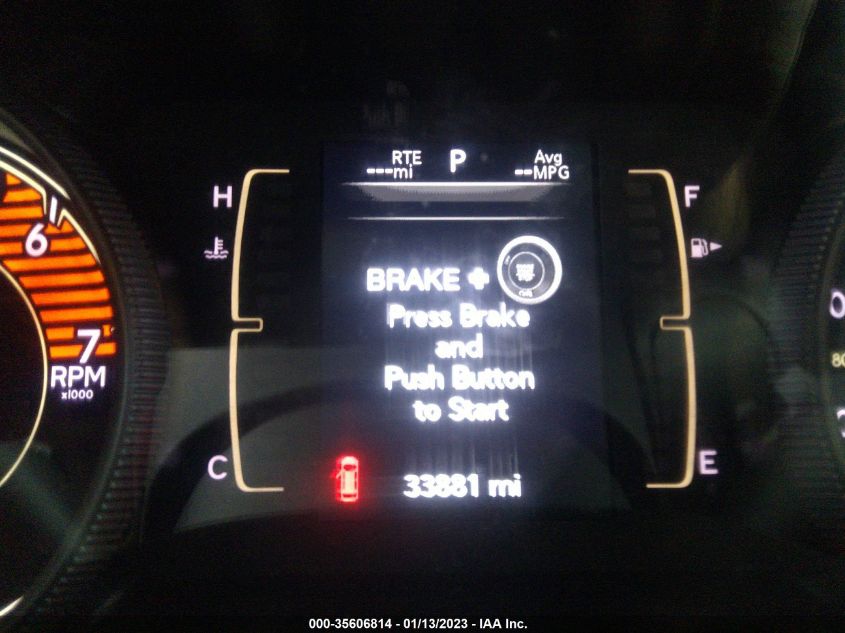 RTE
---mi
P
Avg
--MPG
H
F
6
BRAKE +
Press Brake
and
Push Button
to Start
7
RPM
x1000
C
E
33881 mi
000-35606814 - 01/13/2023 - IAA Inc.